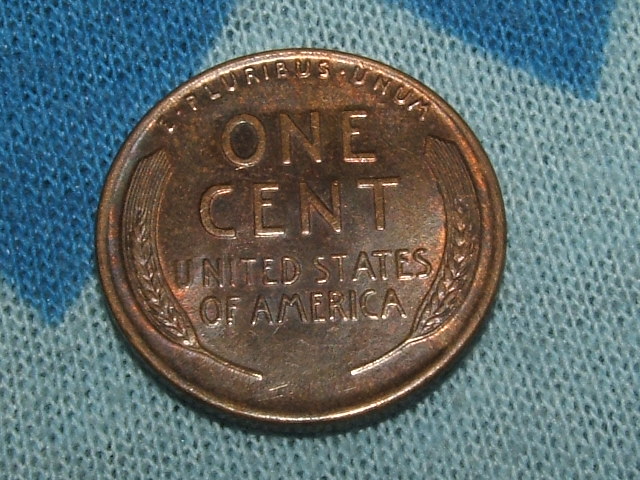 E · PLURIBUS · UNUM
ONE
CENT
UNITED STATES
OF AMERICA